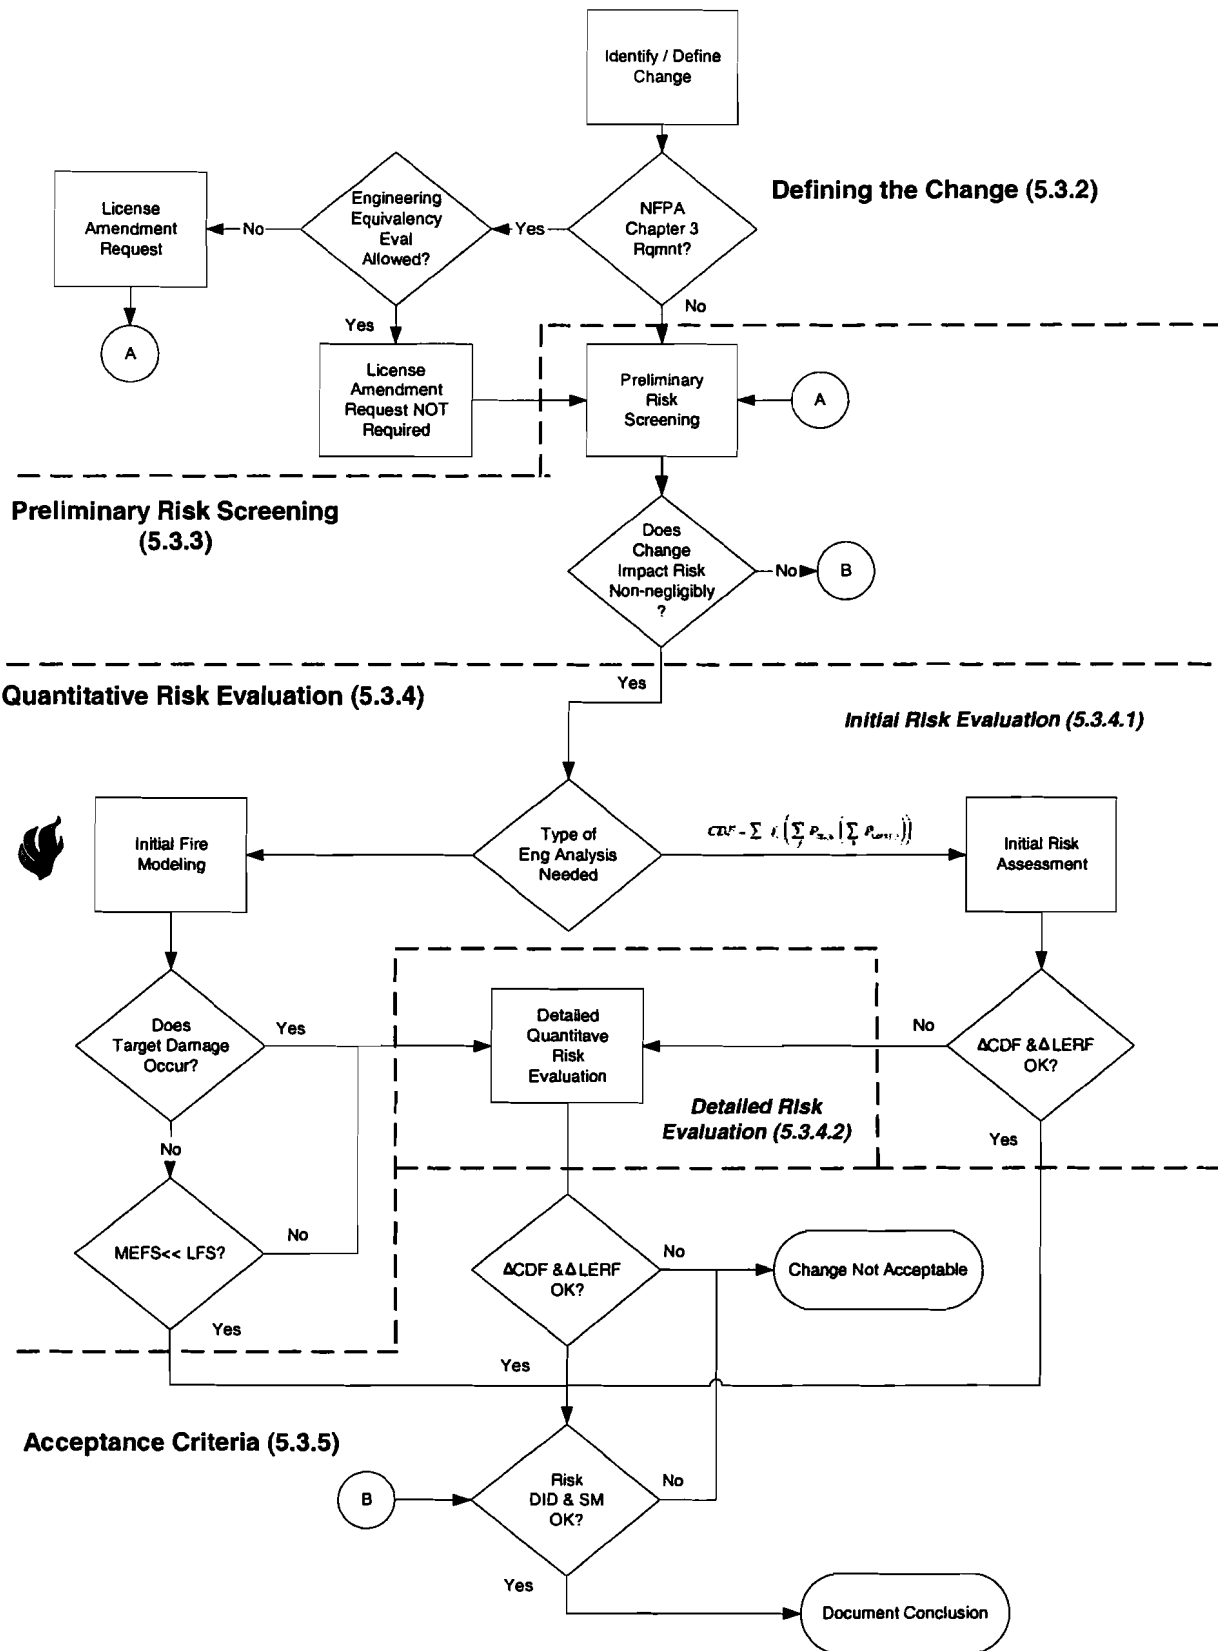 Identify / Define
Change
Defining the Change (5.3.2)
NFPA
Chapter 3
Rqmnt?
Yes
Engineering
Equivalency
Eval
Allowed?
No
License
Amendment
Request
A
Yes
No
License
Amendment
Request NOT
Required
Preliminary
Risk
Screening
A
Preliminary Risk Screening
(5.3.3)
Does
Change
Impact Risk
Non-negligibly
?
No
B
Yes
Quantitative Risk Evaluation (5.3.4)
Initial Risk Evaluation (5.3.4.1)
Initial Fire
Modeling
Type of
Eng Analysis
Needed
CDF
Initial Risk
Assessment
Does
Target Damage
Occur?
Yes
Detailed
Quantitave
Risk
Evaluation
No
ΔCDF & Δ LERF
OK?
Detailed Risk
Evaluation (5.3.4.2)
No
Yes
MEFS<< LFS?
No
Yes
ΔCDF & Δ LERF
OK?
No
Change Not Acceptable
Yes
Acceptance Criteria (5.3.5)
B
Risk
DID & SM
OK?
No
Yes
Document Conclusion